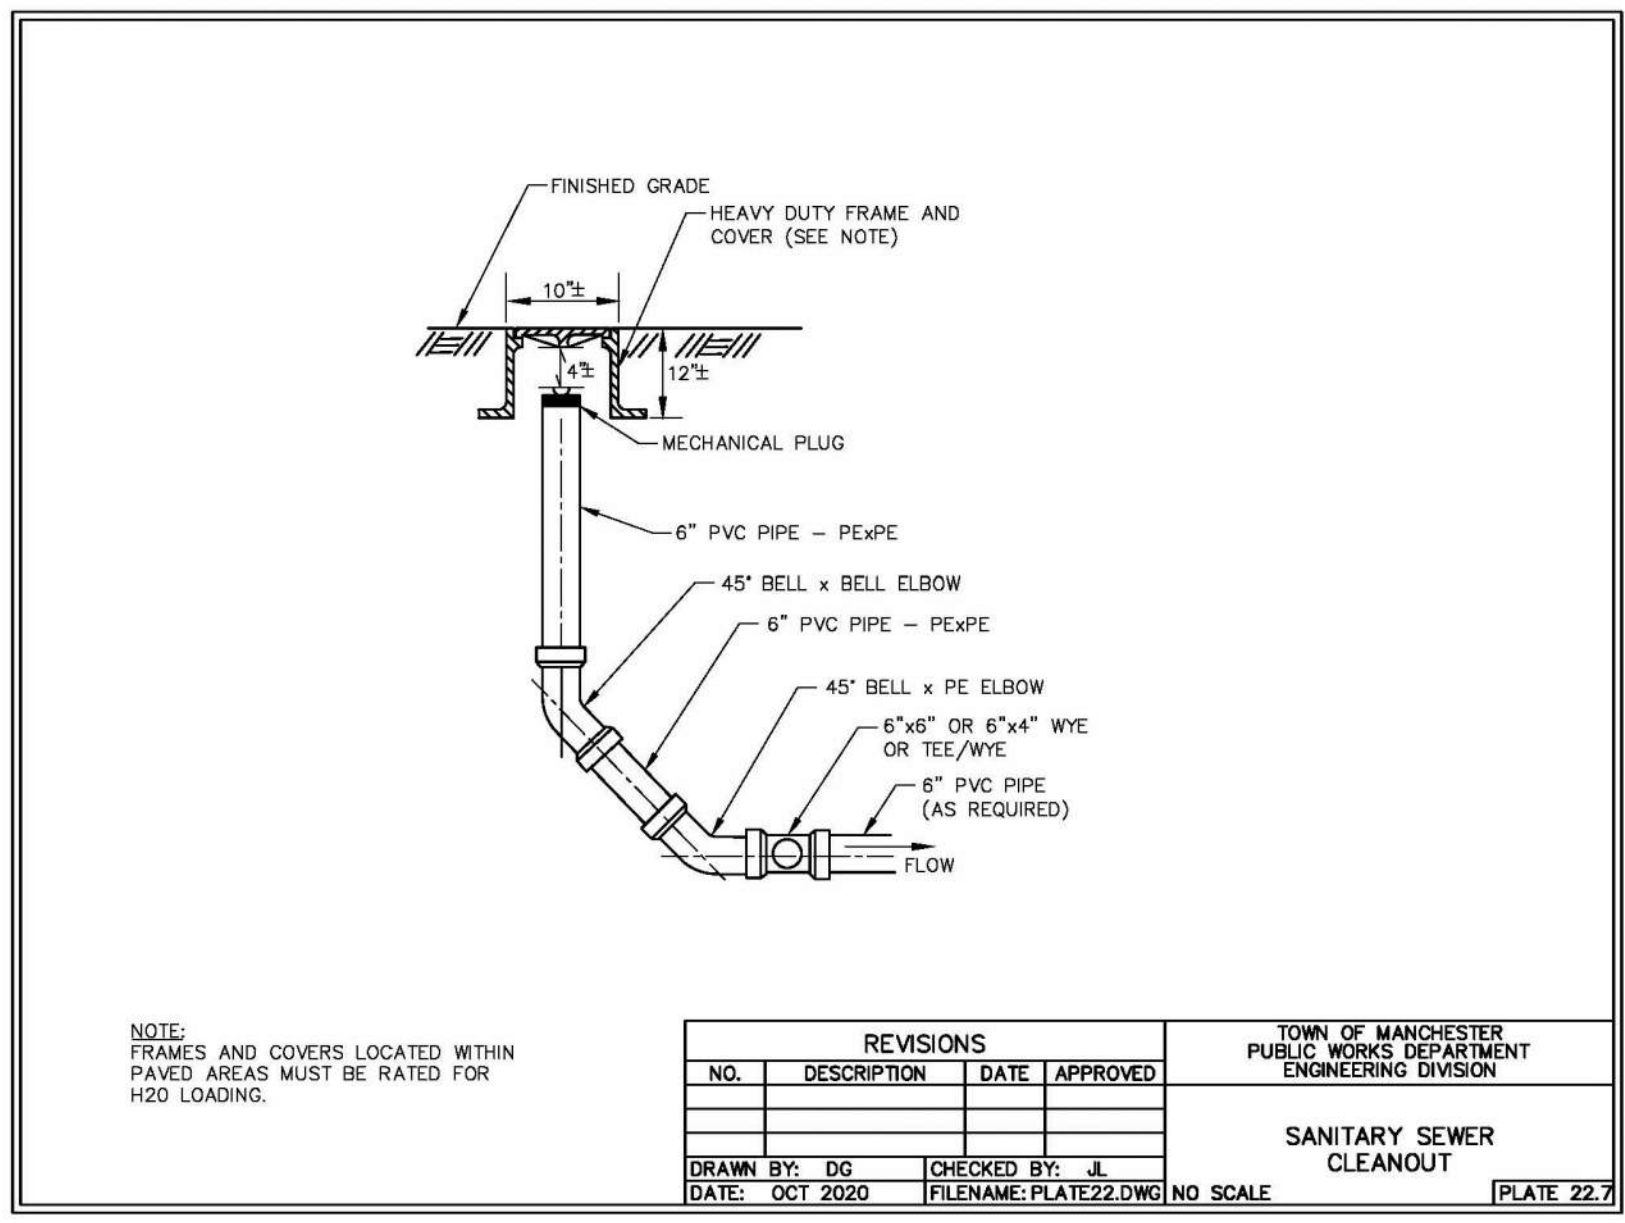 FINISHED GRADE
HEAVY DUTY FRAME AND
COVER (SEE NOTE)
10"±
4"±
12"±
MECHANICAL PLUG
6" PVC PIPE – PExPE
45° BELL x BELL ELBOW
6" PVC PIPE – PExPE
45° BELL x PE ELBOW
6"x6" OR 6"x4" WYE
OR TEE/WYE
6" PVC PIPE
(AS REQUIRED)
FLOW
NOTE:
FRAMES AND COVERS LOCATED WITHIN
PAVED AREAS MUST BE RATED FOR
H20 LOADING.
REVISIONS
NO. DESCRIPTION DATE APPROVED
DRAWN BY: DG CHECKED BY: JL
DATE: OCT 2020 FILENAME: PLATE22.DWG
TOWN OF MANCHESTER
PUBLIC WORKS DEPARTMENT
ENGINEERING DIVISION
SANITARY SEWER
CLEANOUT
NO SCALE PLATE 22.7